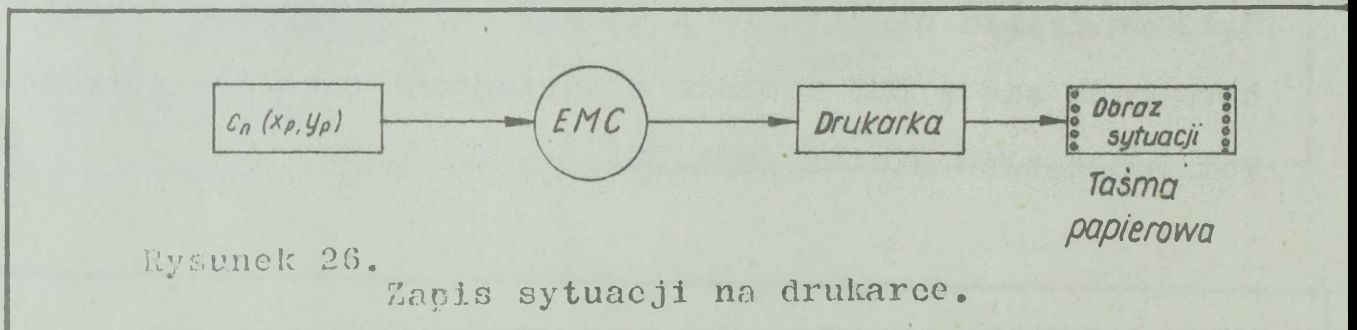 Cn (xp, yp)
EMC
Drukarka
Obraz
sytuacji
Taśma
papierowa
Rysunek 26.
Zapis sytuacji na drukarce.